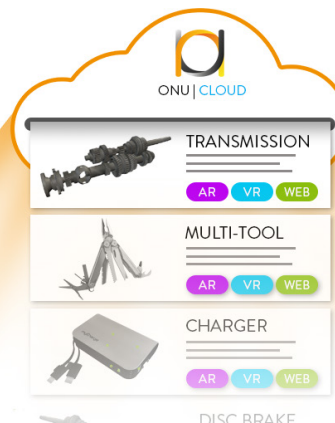 ONU | CLOUD
TRANSMISSION
AR VR WEB
MULTI-TOOL
AR VR WEB
CHARGER
AR VR WEB
DISC BRAKE